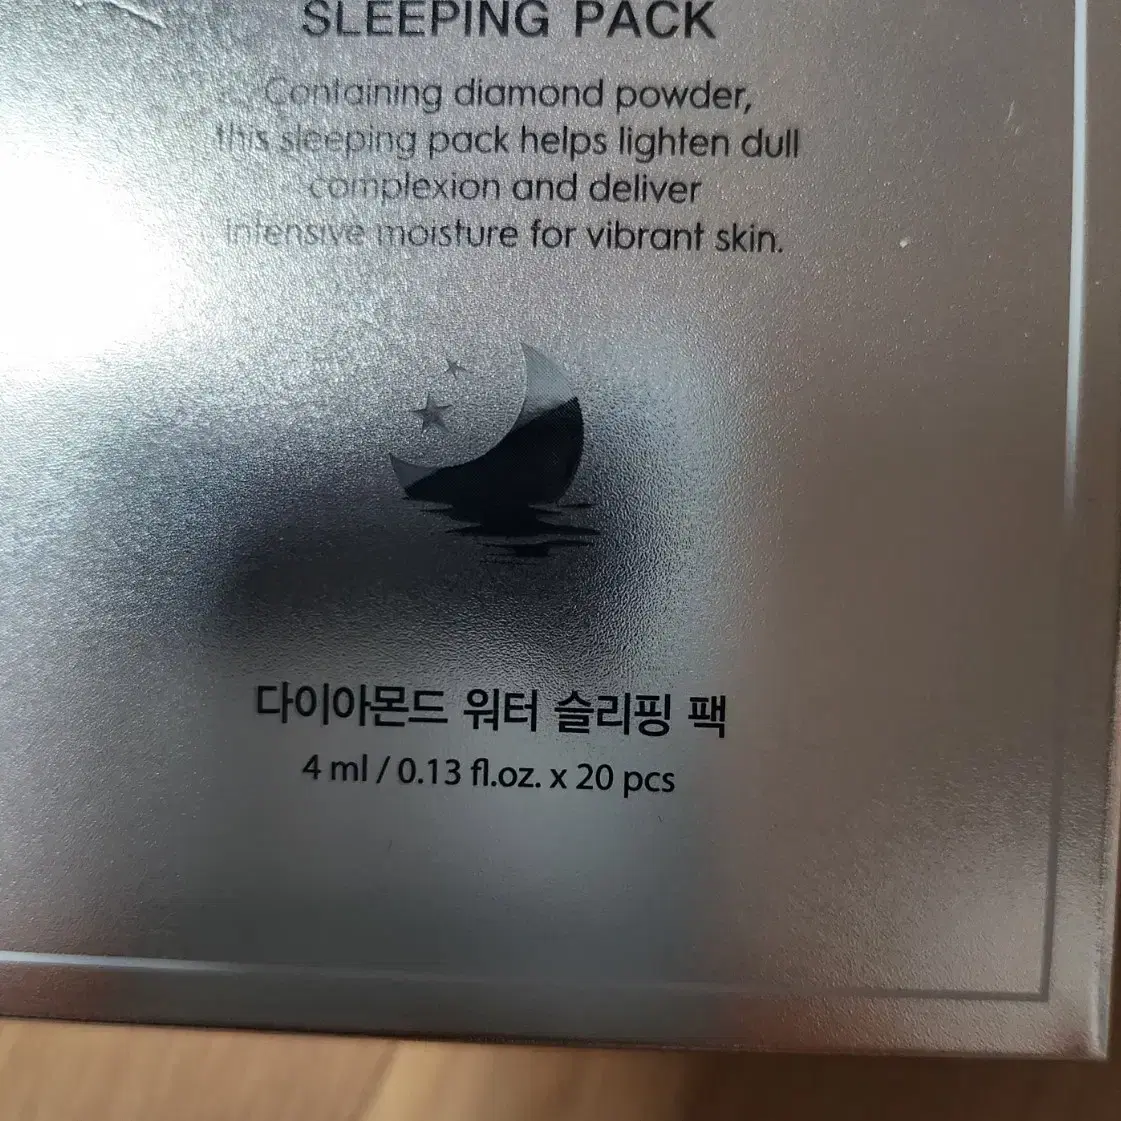 SLEEPING PACK
Containing diamond powder,
this sleeping pack helps lighten dull
complexion and deliver
intensive moisture for vibrant skin.
다이아몬드 워터 슬리핑 팩
4 ml / 0.13 fl.oz. x 20 pcs